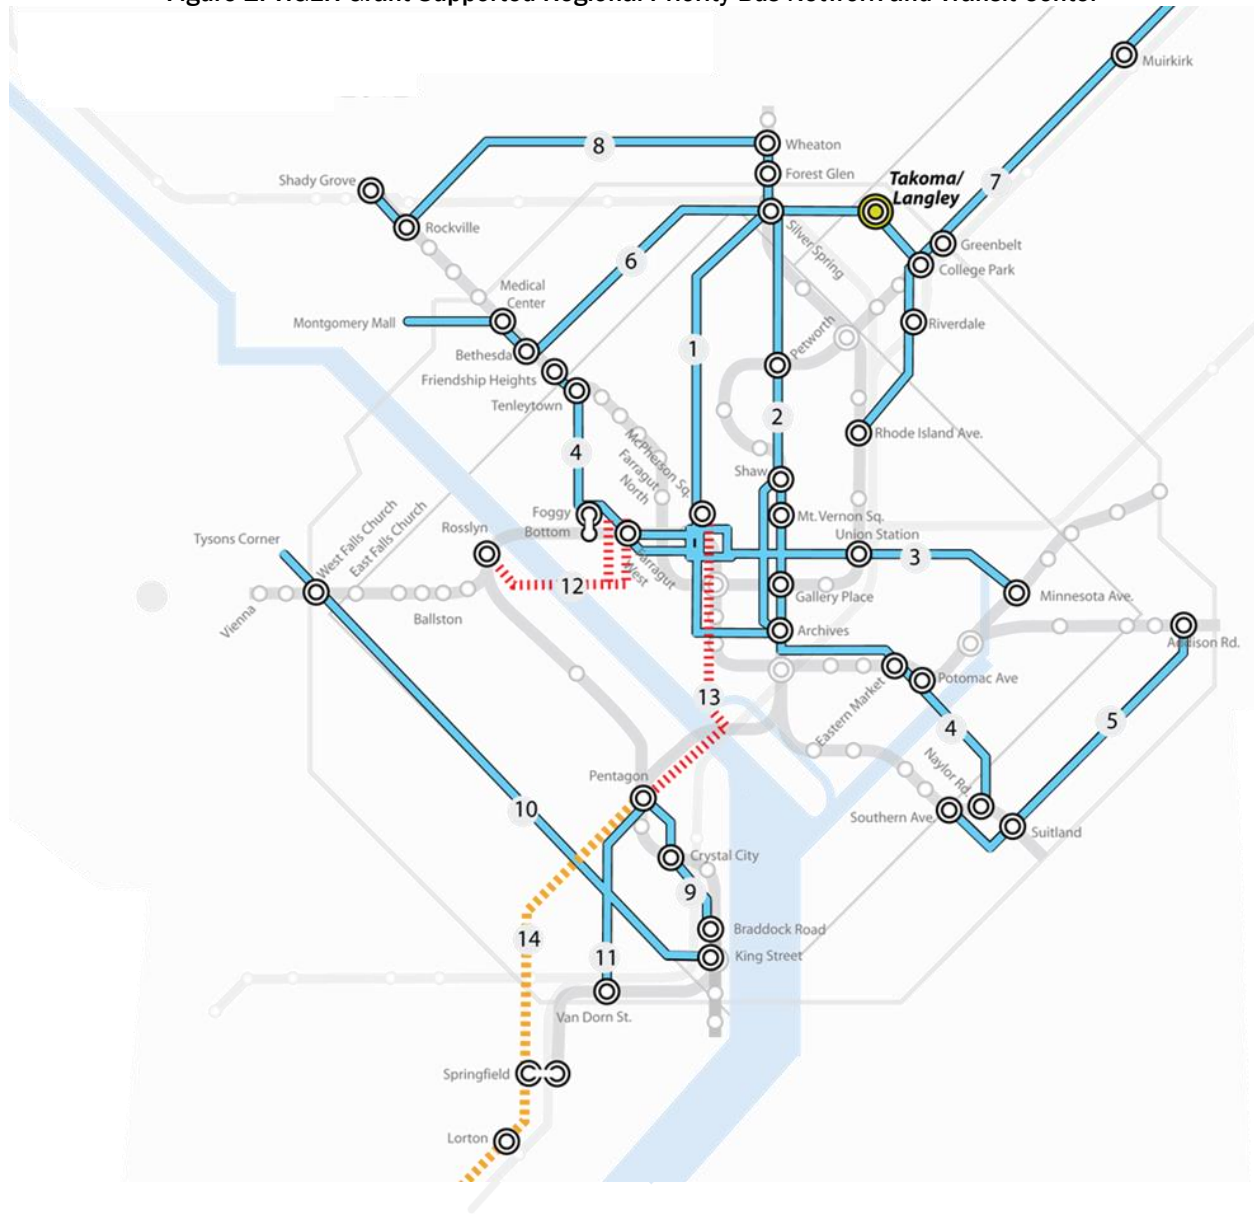 8
Wheaton
Muirkirk
Forest Glen
Shady Grove
Takoma/
Langley
7
Rockville
Silver Spring
Greenbelt
College Park
6
Medical
Center
Montgomery Mall
Riverdale
Petworth
1
Bethesda
Friendship Heights
Tenleytown
2
Rhode Island Ave.
4
McPherson Sq.
Farragut
North
Shaw
Foggy
Bottom
Mt. Vernon Sq.
Rosslyn
Union Station
Tysons Corner
West Falls Church
East Falls Church
3
Farragut
West
12
Gallery Place
Minnesota Ave.
Vienna
Ballston
Archives
Addison Rd.
Potomac Ave
Eastern Market
13
4
5
Naylor Rd.
Pentagon
10
Southern Ave.
Suitland
Crystal City
9
Braddock Road
14
11
King Street
Van Dorn St.
Springfield
Lorton